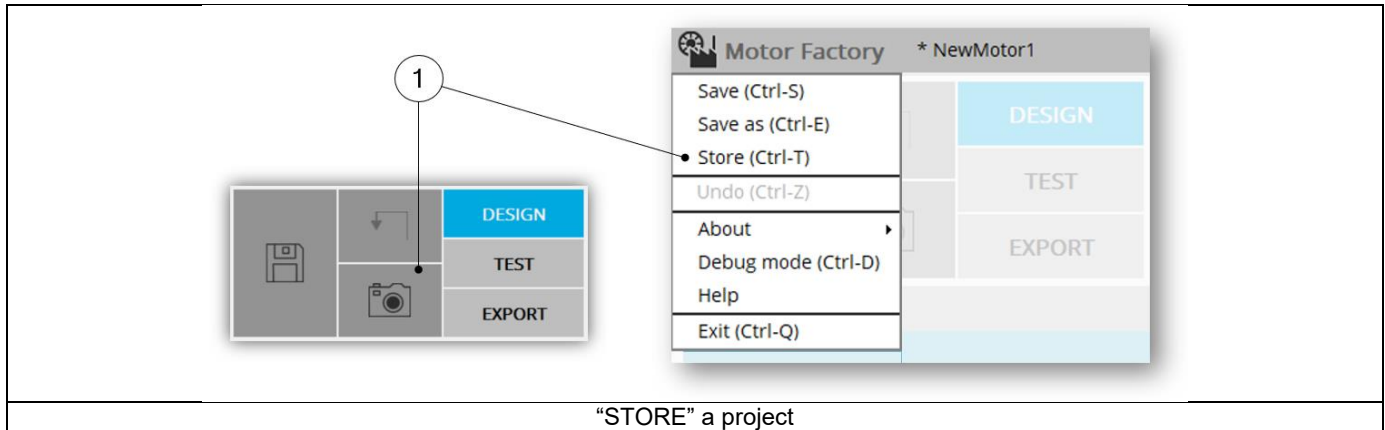 1
DESIGN
TEST
EXPORT
Motor Factory * NewMotor1
Save (Ctrl-S)
Save as (Ctrl-E)
Store (Ctrl-T)
Undo (Ctrl-Z)
About
Debug mode (Ctrl-D)
Help
Exit (Ctrl-Q)
DESIGN
TEST
EXPORT
“STORE” a project